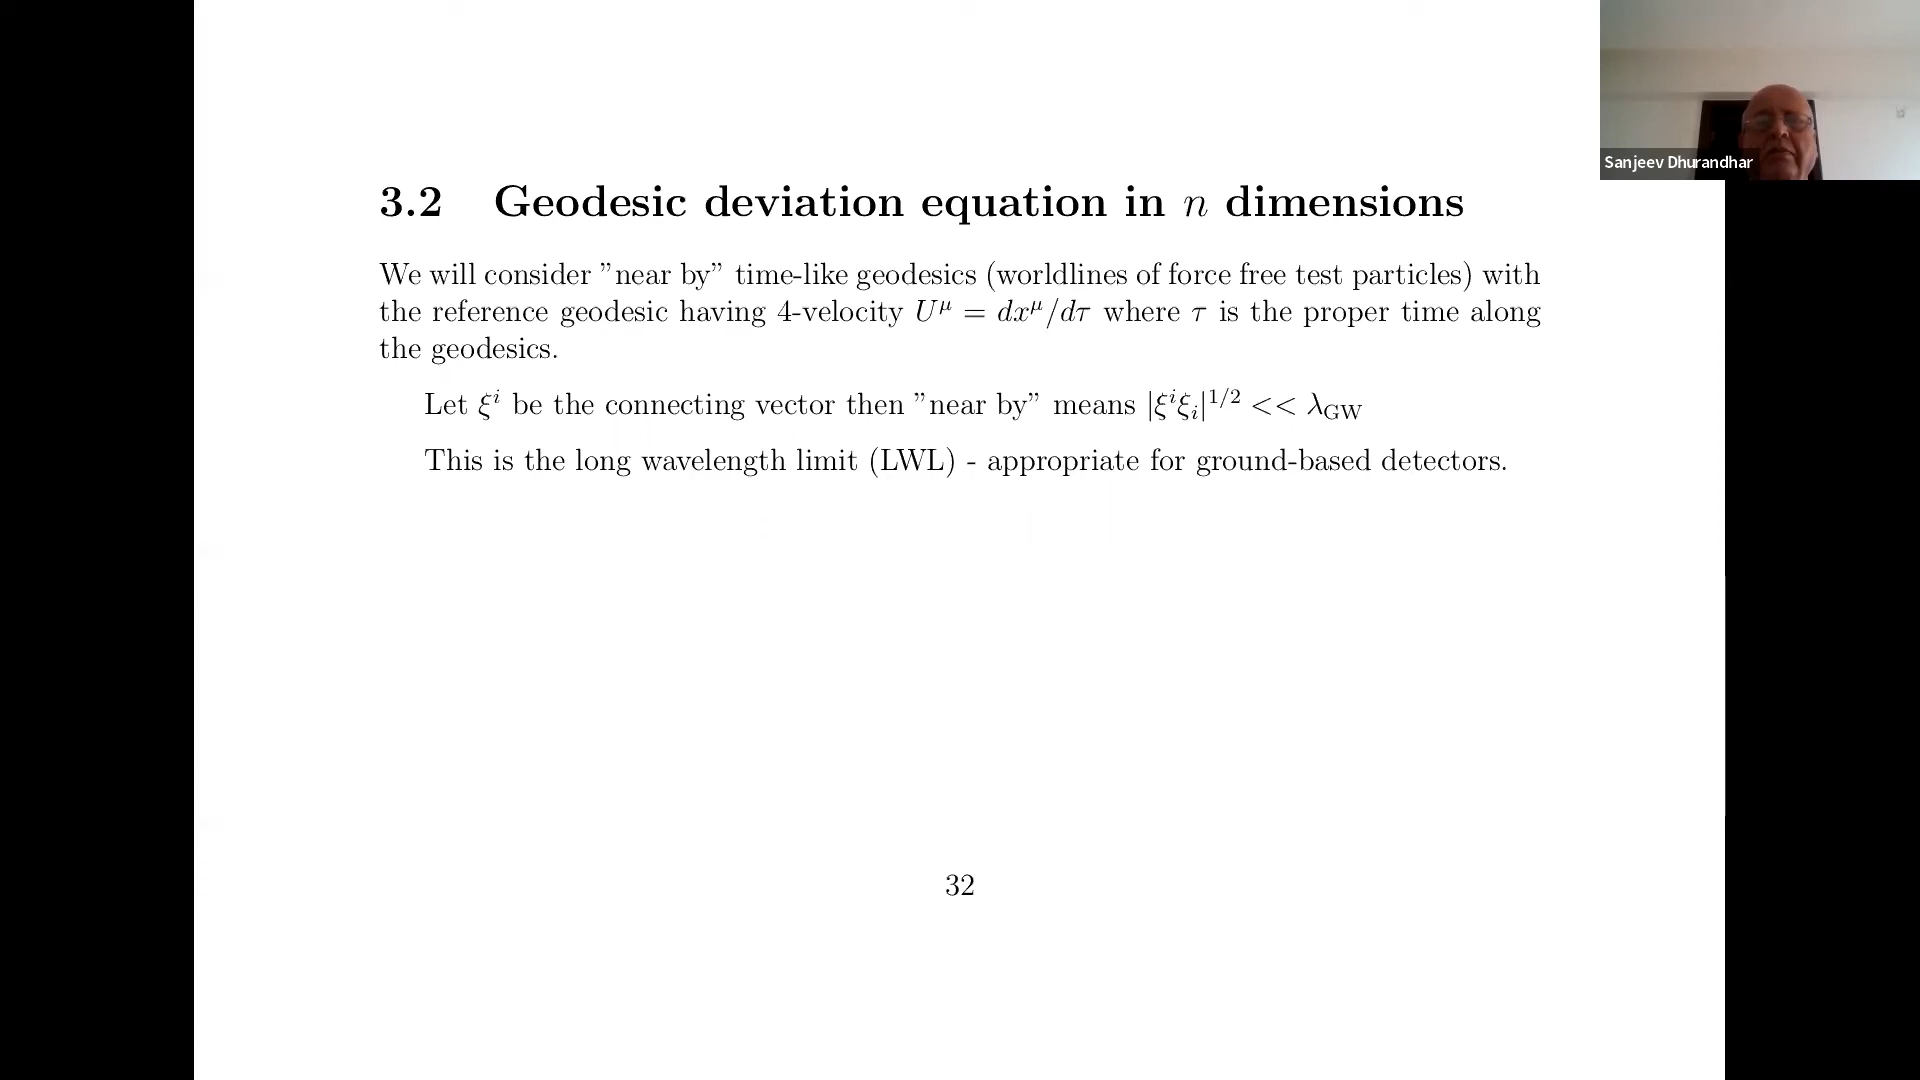 Sanjeev Dhurandhar
3.2 Geodesic deviation equation in n dimensions
We will consider ”near by” time-like geodesics (worldlines of force free test particles) with
the reference geodesic having 4-velocity U^μ = dx^μ/dτ where τ is the proper time along
the geodesics.
Let ξ^i be the connecting vector then ”near by” means |ξ^iξ_i|^{1/2} << λ_GW
This is the long wavelength limit (LWL) - appropriate for ground-based detectors.
32